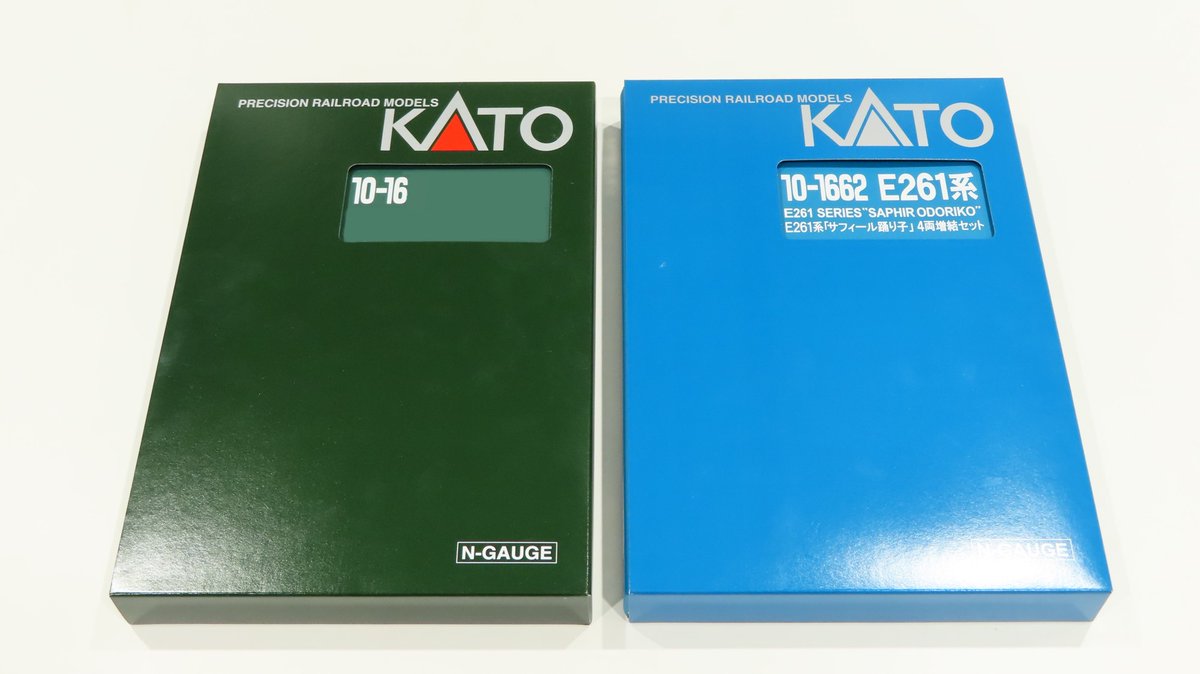 PRECISION RAILROAD MODELS
KATO
10-16
N-GAUGE
PRECISION RAILROAD MODELS
KATO
10-1662 E261系
E261 SERIES"SAPHIR ODORIKO"
E261系「サフィール踊り子」4両増結セット
N-GAUGE